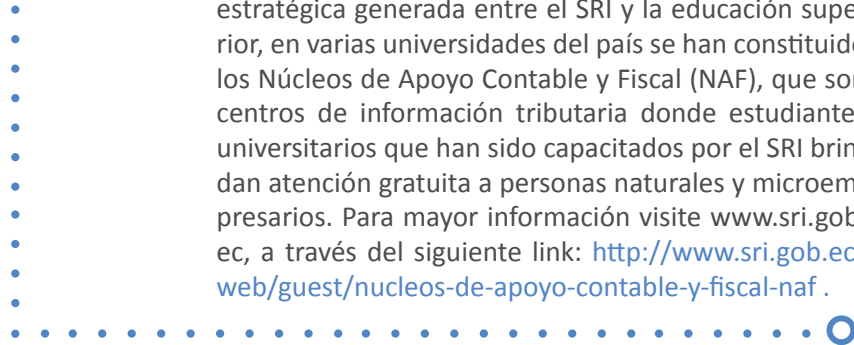 estratégica generada entre el SRI y la educación supe
rior, en varias universidades del país se han constituido
los Núcleos de Apoyo Contable y Fiscal (NAF), que son
centros de información tributaria donde estudiante
universitarios que han sido capacitados por el SRI brin
dan atención gratuita a personas naturales y microem
presarios. Para mayor información visite www.sri.gob
ec, a través del siguiente link: http://www.sri.gob.ec
web/guest/nucleos-de-apoyo-contable-y-fiscal-naf .